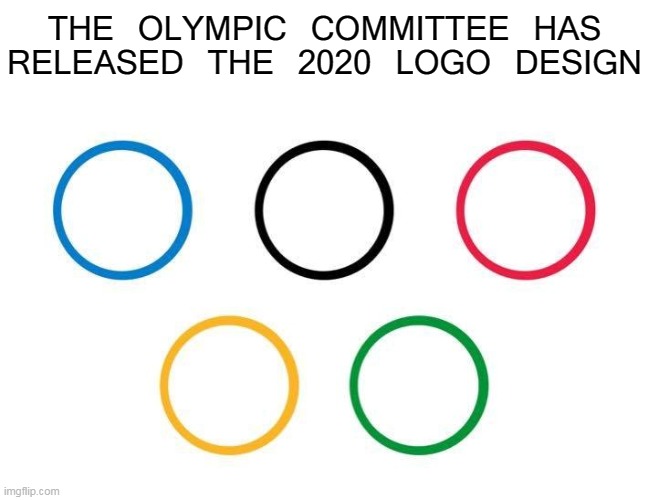 THE OLYMPIC COMMITTEE HAS
RELEASED THE 2020 LOGO DESIGN
imgflip.com